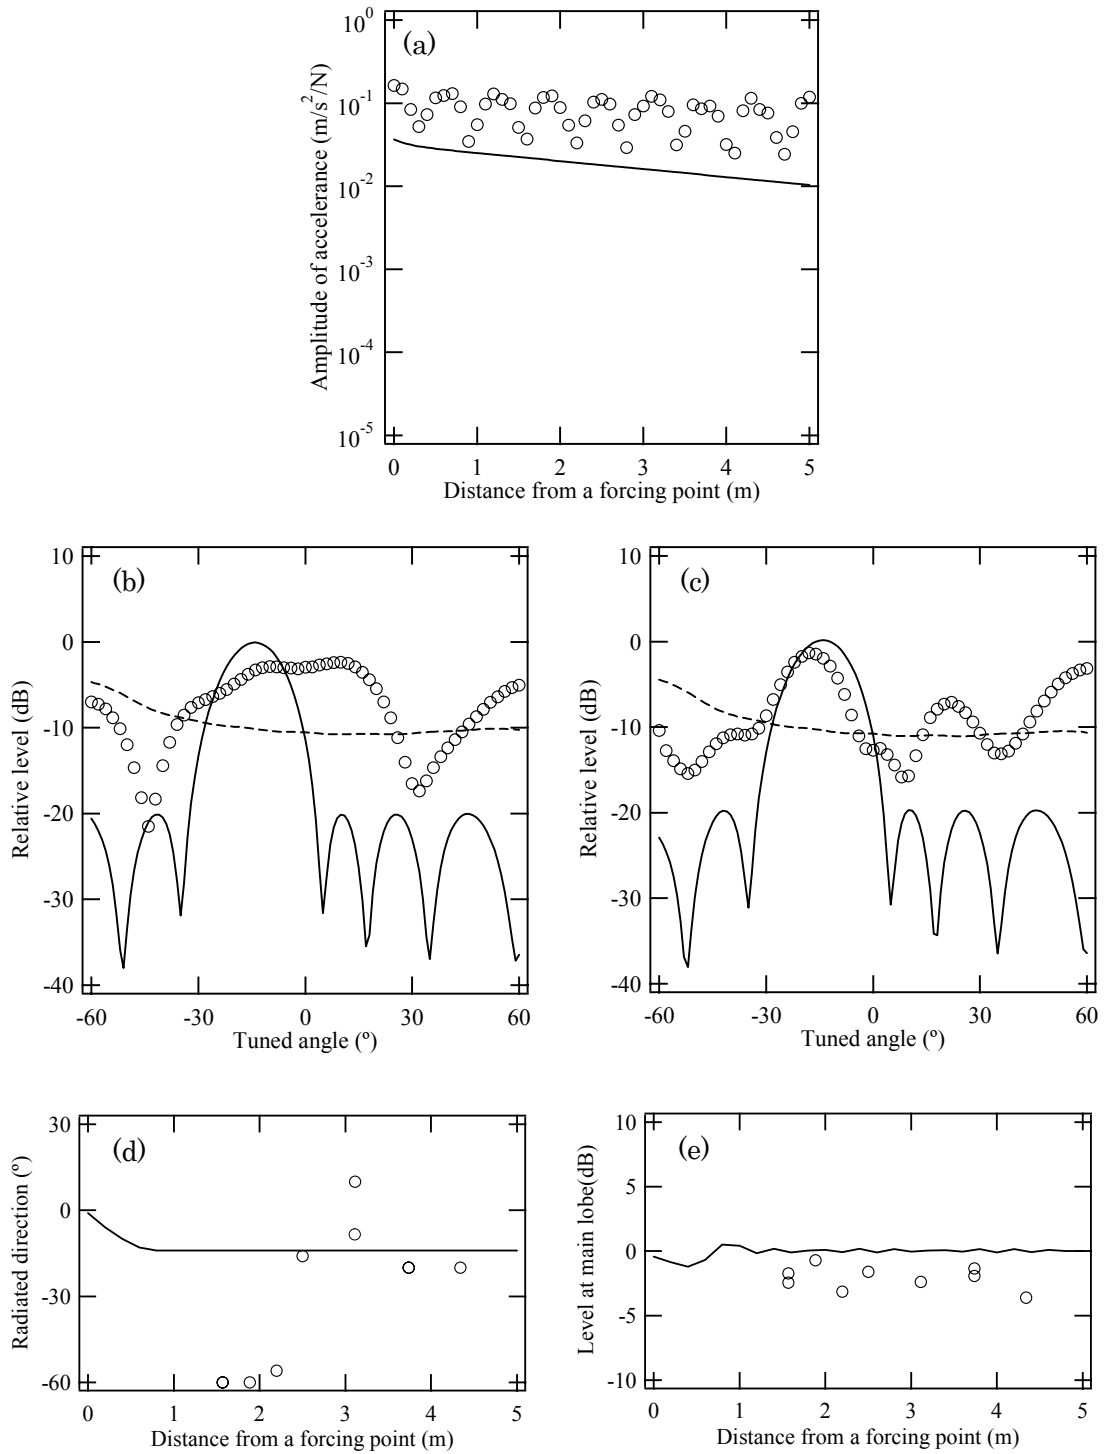 (a)
Amplitude of accelerance (m/s²/N)
10⁰
10⁻¹
10⁻²
10⁻³
10⁻⁴
10⁻⁵
0 1 2 3 4 5
Distance from a forcing point (m)
(b)
Relative level (dB)
10
0
-10
-20
-30
-40
-60 -30 0 30 60
Tuned angle (º)
(c)
Relative level (dB)
10
0
-10
-20
-30
-40
-60 -30 0 30 60
Tuned angle (º)
(d)
Radiated direction (º)
30
0
-30
-60
0 1 2 3 4 5
Distance from a forcing point (m)
(e)
Level at main lobe(dB)
10
5
0
-5
-10
0 1 2 3 4 5
Distance from a forcing point (m)